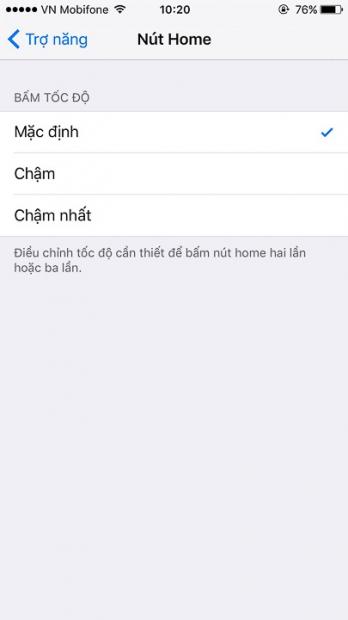 VN Mobifone 10:20 76%
Trợ năng Nút Home
BẤM TỐC ĐỘ
Mặc định
Chậm
Chậm nhất
Điều chỉnh tốc độ cần thiết để bấm nút home hai lần
hoặc ba lần.